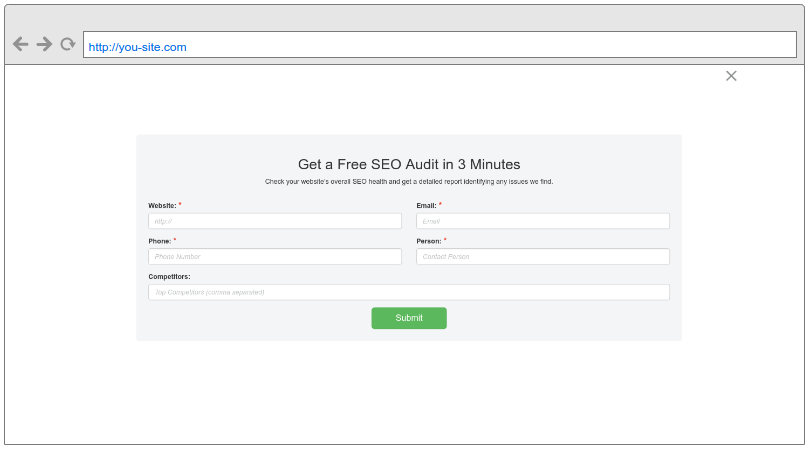 http://you-site.com
Get a Free SEO Audit in 3 Minutes
Check your website's overall SEO health and get a detailed report identifying any issues we find.
Website: *
Email: *
http://
Email
Phone: *
Person: *
Phone Number
Contact Person
Competitors:
Top Competitors (comma separated)
Submit